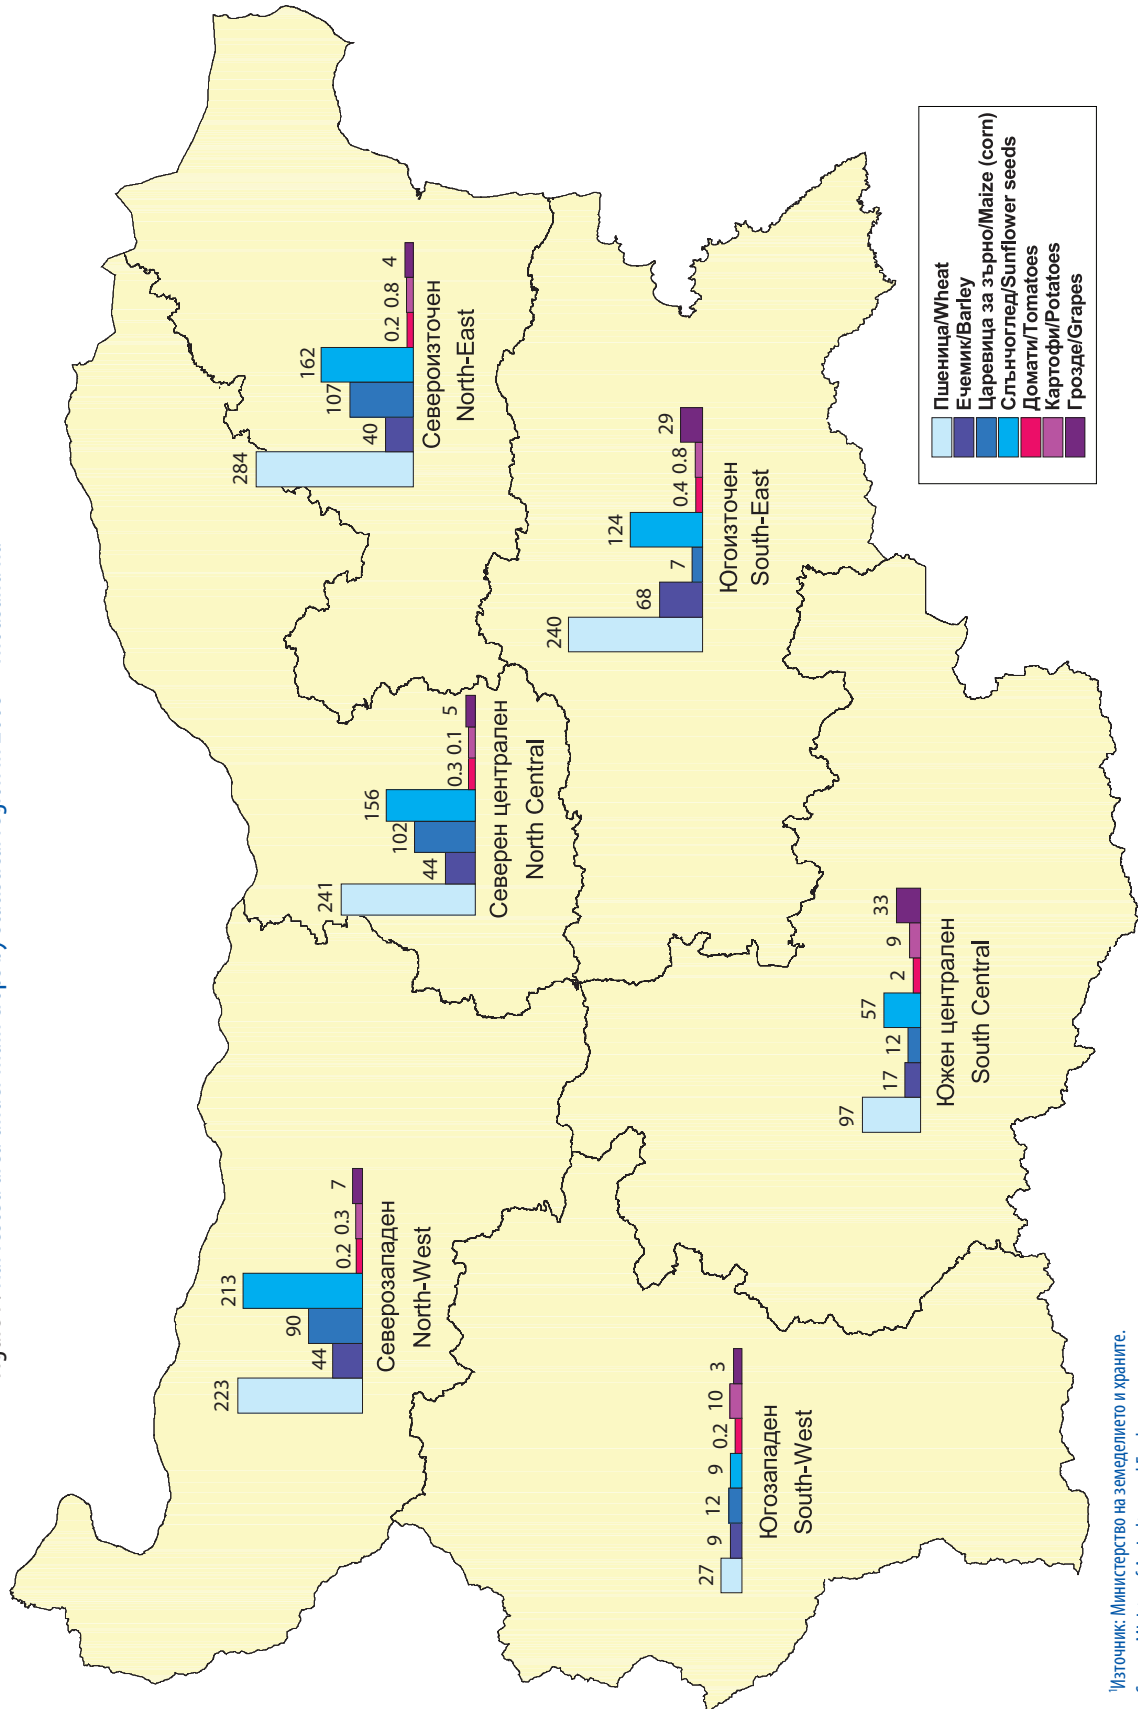 223
44
90
213
0.2
0.3
7
Северозападен
North-West
241
44
102
156
0.3
0.1
5
Северен централен
North Central
284
40
107
162
0.2
0.8
4
Североизточен
North-East
27
9
12
9
0.2
10
3
Югозападен
South-West
97
17
12
57
2
9
33
Южен централен
South Central
240
68
7
124
0.4
0.8
29
Югоизточен
South-East
Пшеница/Wheat
Ечемик/Barley
Царевица за зърно/Maize (corn)
Слънчоглед/Sunflower seeds
Домати/Tomatoes
Картофи/Potatoes
Грозде/Grapes
¹Източник: Министерство на земеделието и храните.